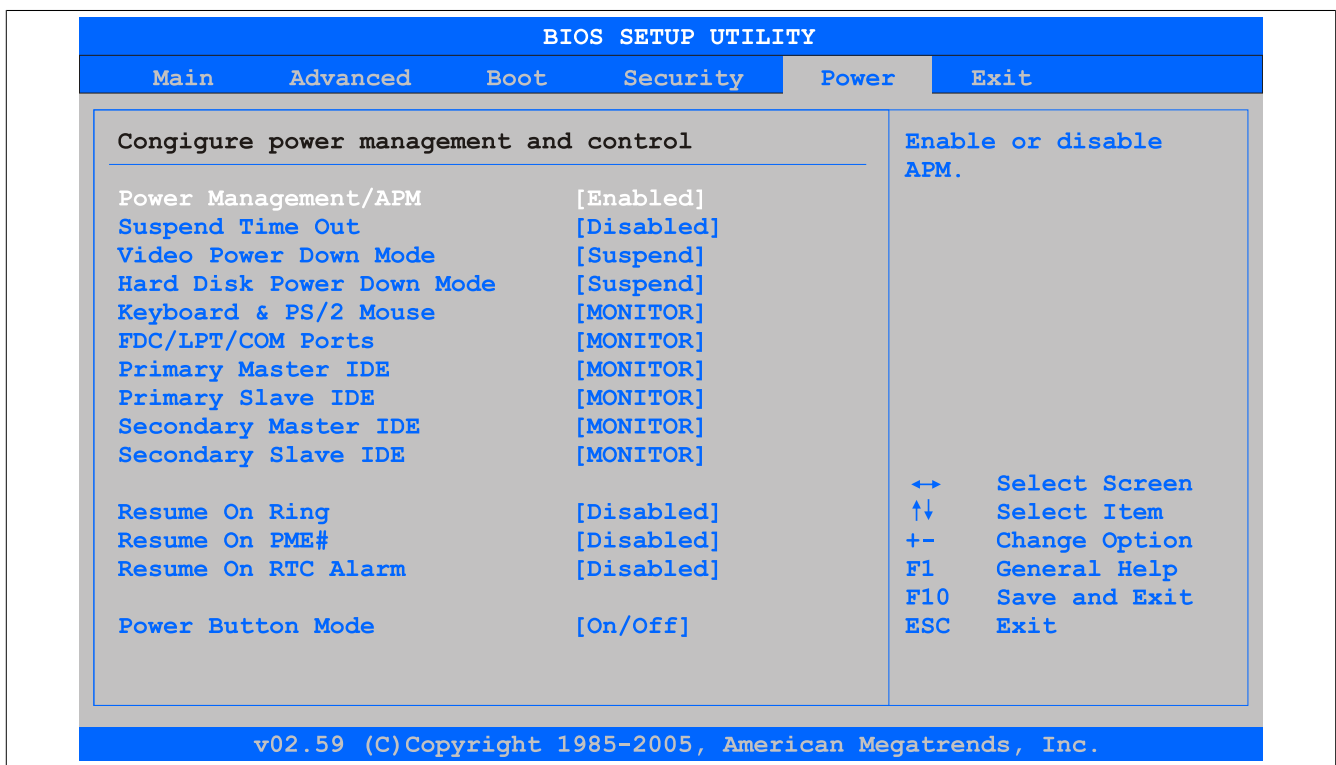 BIOS SETUP UTILITY
Main Advanced Boot Security Power Exit
Congigure power management and control
Power Management/APM [Enabled]
Suspend Time Out [Disabled]
Video Power Down Mode [Suspend]
Hard Disk Power Down Mode [Suspend]
Keyboard & PS/2 Mouse [MONITOR]
FDC/LPT/COM Ports [MONITOR]
Primary Master IDE [MONITOR]
Primary Slave IDE [MONITOR]
Secondary Master IDE [MONITOR]
Secondary Slave IDE [MONITOR]
Resume On Ring [Disabled]
Resume On PME# [Disabled]
Resume On RTC Alarm [Disabled]
Power Button Mode [On/Off]
Enable or disable
APM.
↔ Select Screen
↑↓ Select Item
+- Change Option
F1 General Help
F10 Save and Exit
ESC Exit
v02.59 (C)Copyright 1985-2005, American Megatrends, Inc.